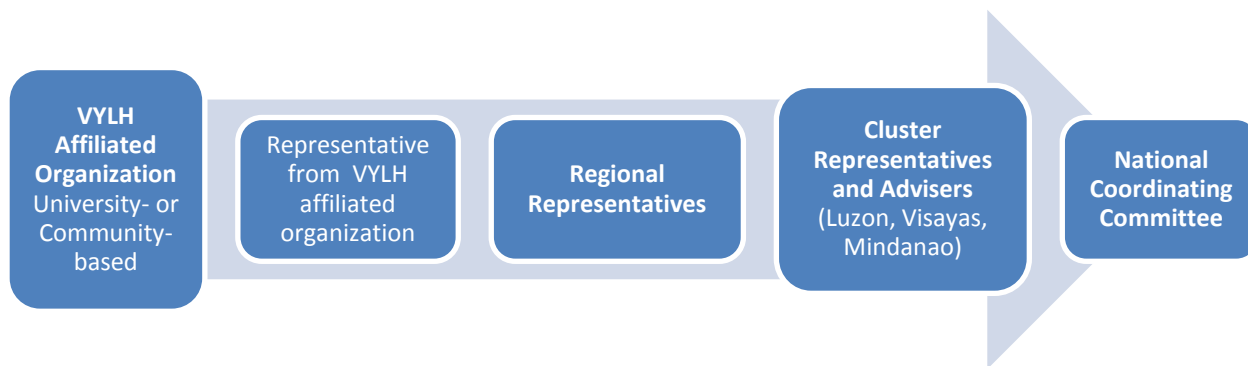 VYLH
Affiliated
Organization
University- or
Community-
based
Representative
from VYLH
affiliated
organization
Regional
Representatives
Cluster
Representatives
and Advisers
(Luzon, Visayas,
Mindanao)
National
Coordinating
Committee